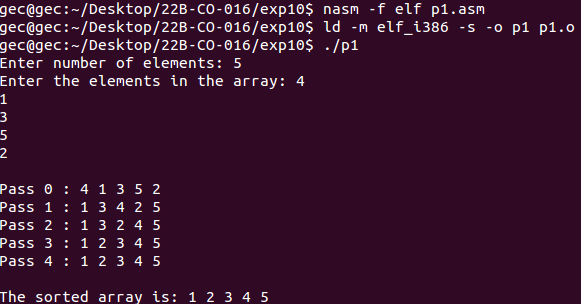 gec@gec:~/Desktop/22B-CO-016/exp10$ nasm -f elf p1.asm
gec@gec:~/Desktop/22B-CO-016/exp10$ ld -m elf_i386 -s -o p1 p1.o
gec@gec:~/Desktop/22B-CO-016/exp10$ ./p1
Enter number of elements: 5
Enter the elements in the array: 4
1
3
5
2
Pass 0 : 4 1 3 5 2
Pass 1 : 1 3 4 2 5
Pass 2 : 1 3 2 4 5
Pass 3 : 1 2 3 4 5
Pass 4 : 1 2 3 4 5
The sorted array is: 1 2 3 4 5